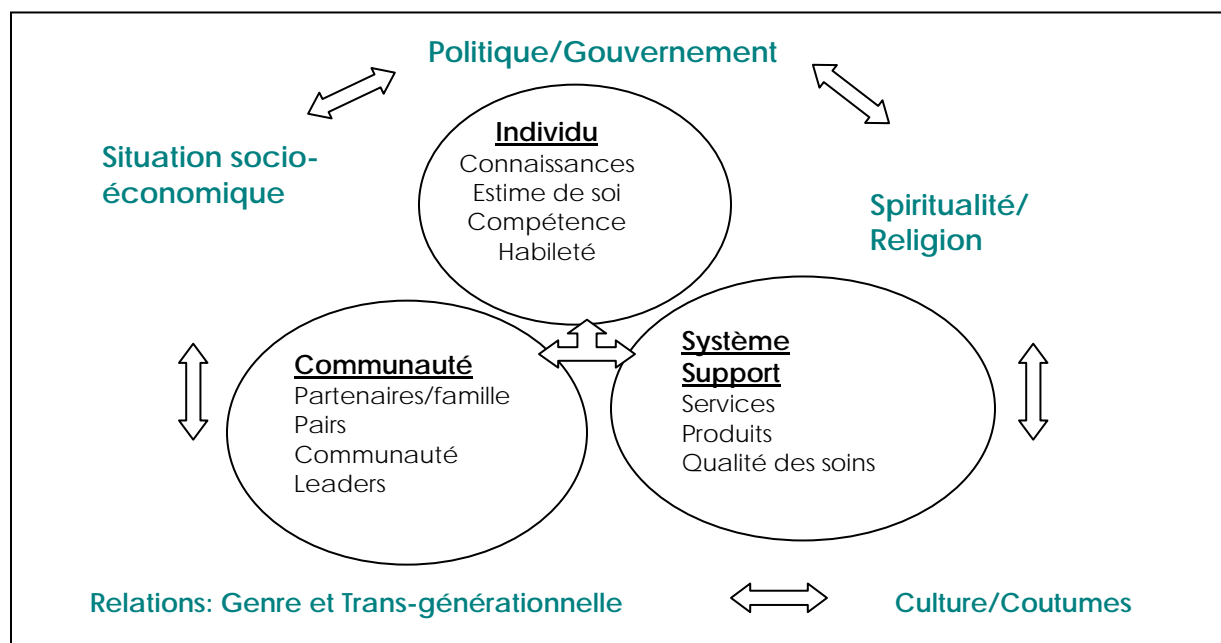 Politique/Gouvernement
Situation socio-
économique
Individu
Connaissances
Estime de soi
Compétence
Habileté
Spiritualité/
Religion
Communauté
Partenaires/famille
Pairs
Communauté
Leaders
Système
Support
Services
Produits
Qualité des soins
Relations: Genre et Trans-générationnelle
Culture/Coutumes